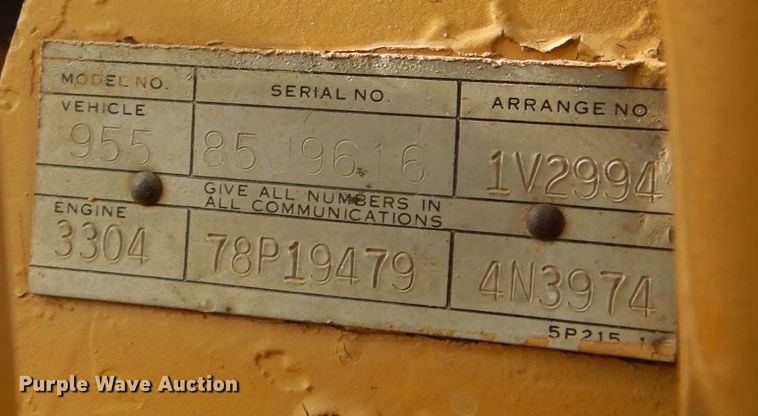 MODEL NO. SERIAL NO. ARRANGE NO
VEHICLE
955 85J9616 1V2994
GIVE ALL NUMBERS IN
ALL COMMUNICATIONS
ENGINE
3304 78P19479 4N3974
5P215
Purple Wave Auction